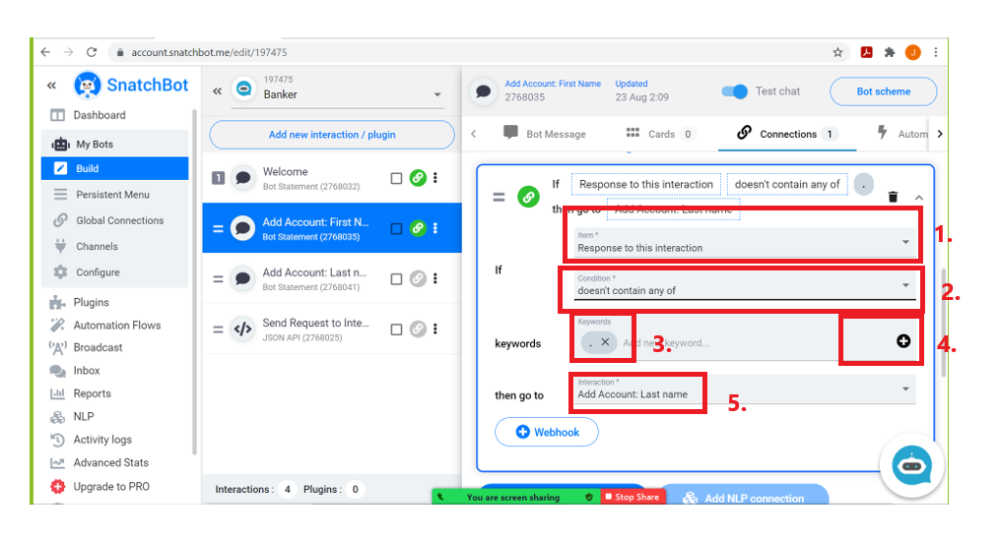 account.snatchbot.me/edit/197475
J
SnatchBot
Dashboard
My Bots
Build
Persistent Menu
Global Connections
Channels
Configure
Plugins
Automation Flows
Broadcast
Inbox
Reports
NLP
Activity logs
Advanced Stats
Upgrade to PRO
197475
Banker
Add new interaction / plugin
1
Welcome
Bot Statement (2768032)
Add Account: First N...
Bot Statement (2768035)
Add Account: Last n...
Bot Statement (2768041)
Send Request to Inte...
JSON API (2768025)
Interactions : 4 Plugins : 0
Add Account: First Name
2768035
Updated
23 Aug 2:09
Test chat
Bot scheme
Bot Message
Cards 0
Connections 1
Autom
If Response to this interaction doesn't contain any of .
then go to Add Account: Last name
Item *
Response to this interaction
1.
If
Condition *
doesn't contain any of
2.
keywords
Keywords
. ✕ Add new keyword...
3.
4.
then go to
Interaction *
Add Account: Last name
5.
Webhook
You are screen sharing
Stop Share
Add NLP connection